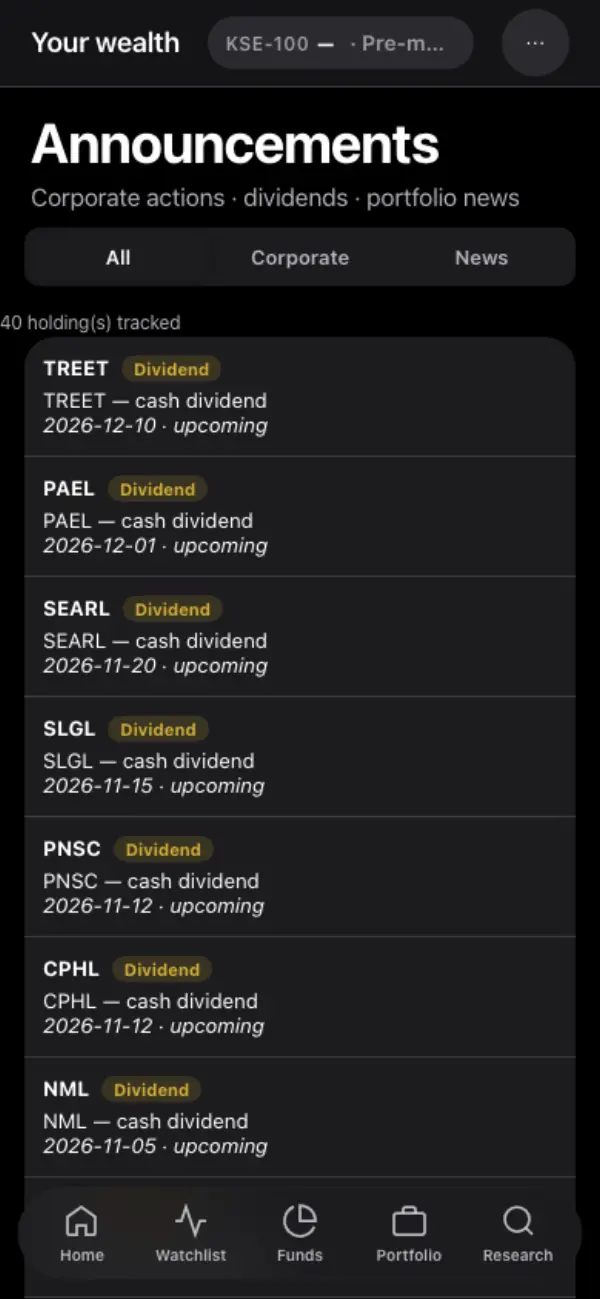 Your wealth
KSE-100 — · Pre-m...
···
Announcements
Corporate actions · dividends · portfolio news
All
Corporate
News
40 holding(s) tracked
TREET Dividend
TREET — cash dividend
2026-12-10 · upcoming
PAEL Dividend
PAEL — cash dividend
2026-12-01 · upcoming
SEARL Dividend
SEARL — cash dividend
2026-11-20 · upcoming
SLGL Dividend
SLGL — cash dividend
2026-11-15 · upcoming
PNSC Dividend
PNSC — cash dividend
2026-11-12 · upcoming
CPHL Dividend
CPHL — cash dividend
2026-11-12 · upcoming
NML Dividend
NML — cash dividend
2026-11-05 · upcoming
Home
Watchlist
Funds
Portfolio
Research